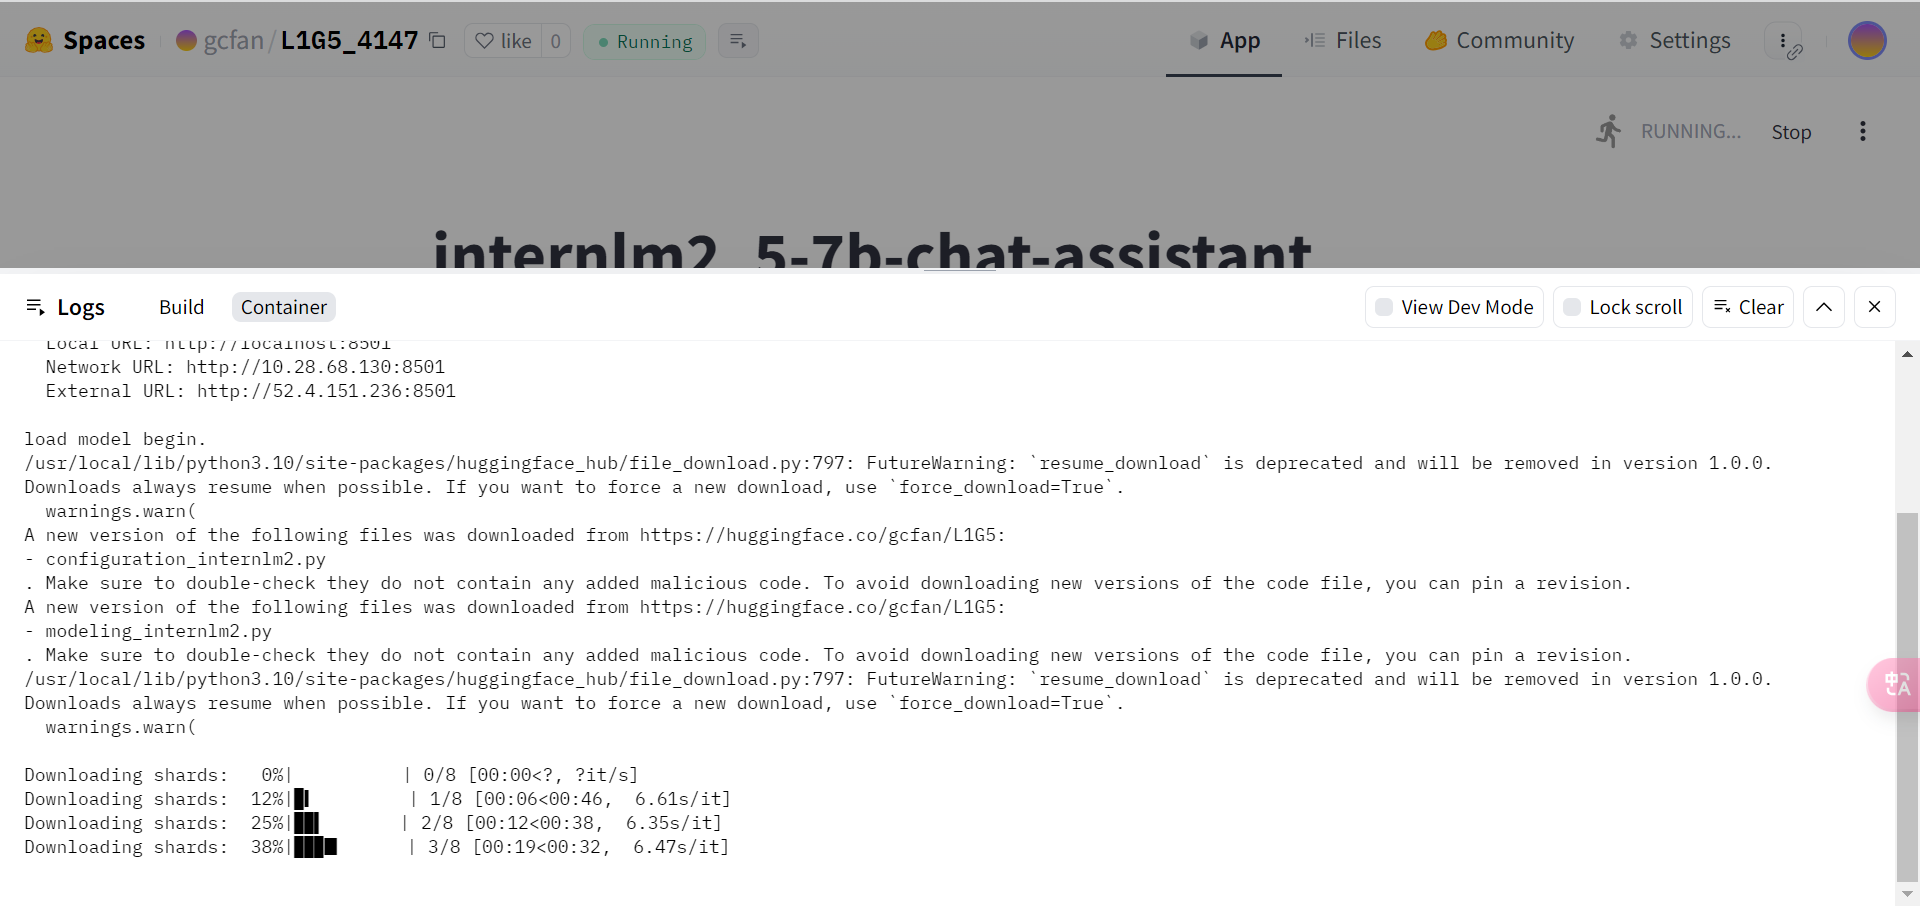 Spaces gcfan / L1G5_4147 like 0 Running App Files Community Settings
RUNNING... Stop
internlm2_5-7b-chat-assistant
Logs Build Container View Dev Mode Lock scroll Clear
Local URL: http://localhost:8501
Network URL: http://10.28.68.130:8501
External URL: http://52.4.151.236:8501
load model begin.
/usr/local/lib/python3.10/site-packages/huggingface_hub/file_download.py:797: FutureWarning: `resume_download` is deprecated and will be removed in version 1.0.0.
Downloads always resume when possible. If you want to force a new download, use `force_download=True`.
warnings.warn(
A new version of the following files was downloaded from https://huggingface.co/gcfan/L1G5:
- configuration_internlm2.py
. Make sure to double-check they do not contain any added malicious code. To avoid downloading new versions of the code file, you can pin a revision.
A new version of the following files was downloaded from https://huggingface.co/gcfan/L1G5:
- modeling_internlm2.py
. Make sure to double-check they do not contain any added malicious code. To avoid downloading new versions of the code file, you can pin a revision.
/usr/local/lib/python3.10/site-packages/huggingface_hub/file_download.py:797: FutureWarning: `resume_download` is deprecated and will be removed in version 1.0.0.
Downloads always resume when possible. If you want to force a new download, use `force_download=True`.
warnings.warn(
Downloading shards:   0%|          | 0/8 [00:00<?, ?it/s]
Downloading shards:  12%|█▎        | 1/8 [00:06<00:46,  6.61s/it]
Downloading shards:  25%|██▌       | 2/8 [00:12<00:38,  6.35s/it]
Downloading shards:  38%|███▊      | 3/8 [00:19<00:32,  6.47s/it]